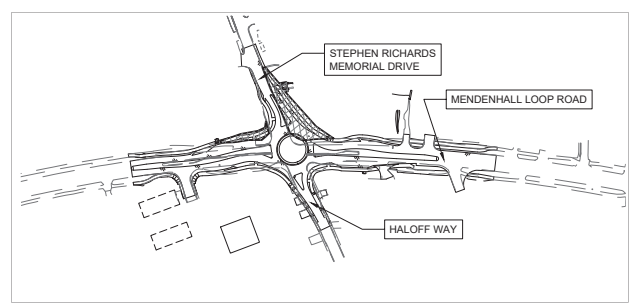 STEPHEN RICHARDS
MEMORIAL DRIVE
MENDENHALL LOOP ROAD
HALOFF WAY